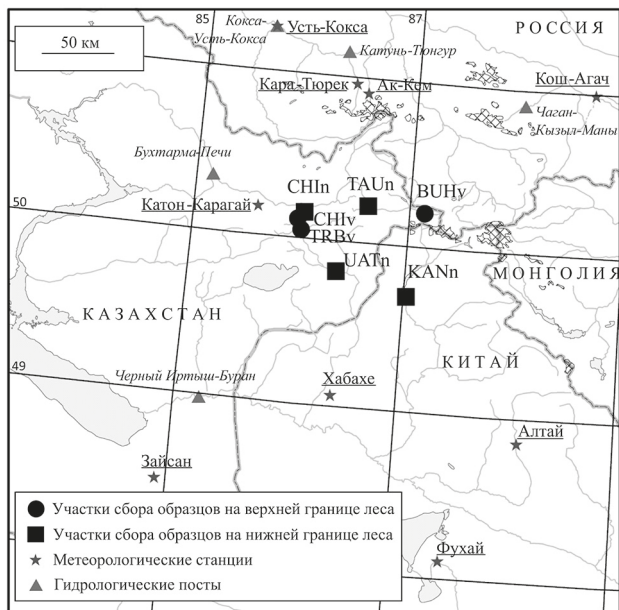 85
Кокса-
Усть-Кокса
Усть-Кокса
87
РОССИЯ
50 км
Катунь-Тюнгур
Кара-Тюрек
Ак-Кем
Кош-Агач
Чаган-
Кызыл-Маны
Бухтарма-Печи
CHIn
TAUn
BUHv
Катон-Карагай
50
CHIv
TRBv
UATn
KANn
МОНГОЛИЯ
КАЗАХСТАН
КИТАЙ
49
Черный Иртыш-Буран
Хабахе
Алтай
Зайсан
Участки сбора образцов на верхней границе леса
Участки сбора образцов на нижней границе леса
Метеорологические станции
Гидрологические посты
Фухай